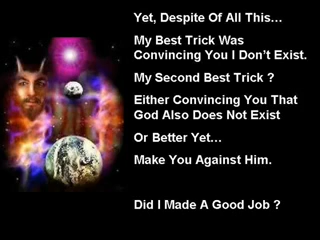 Yet, Despite Of All This…
My Best Trick Was
Convincing You I Don’t Exist.
My Second Best Trick ?
Either Convincing You That
God Also Does Not Exist
Or Better Yet…
Make You Against Him.
Did I Made A Good Job ?